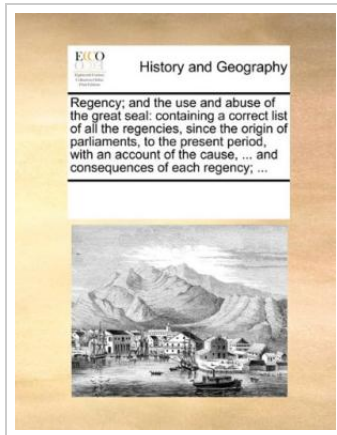 ECCO
History and Geography
Regency; and the use and abuse of
the great seal: containing a correct list
of all the regencies, since the origin of
parliaments, to the present period,
with an account of the cause, ... and
consequences of each regency; ...